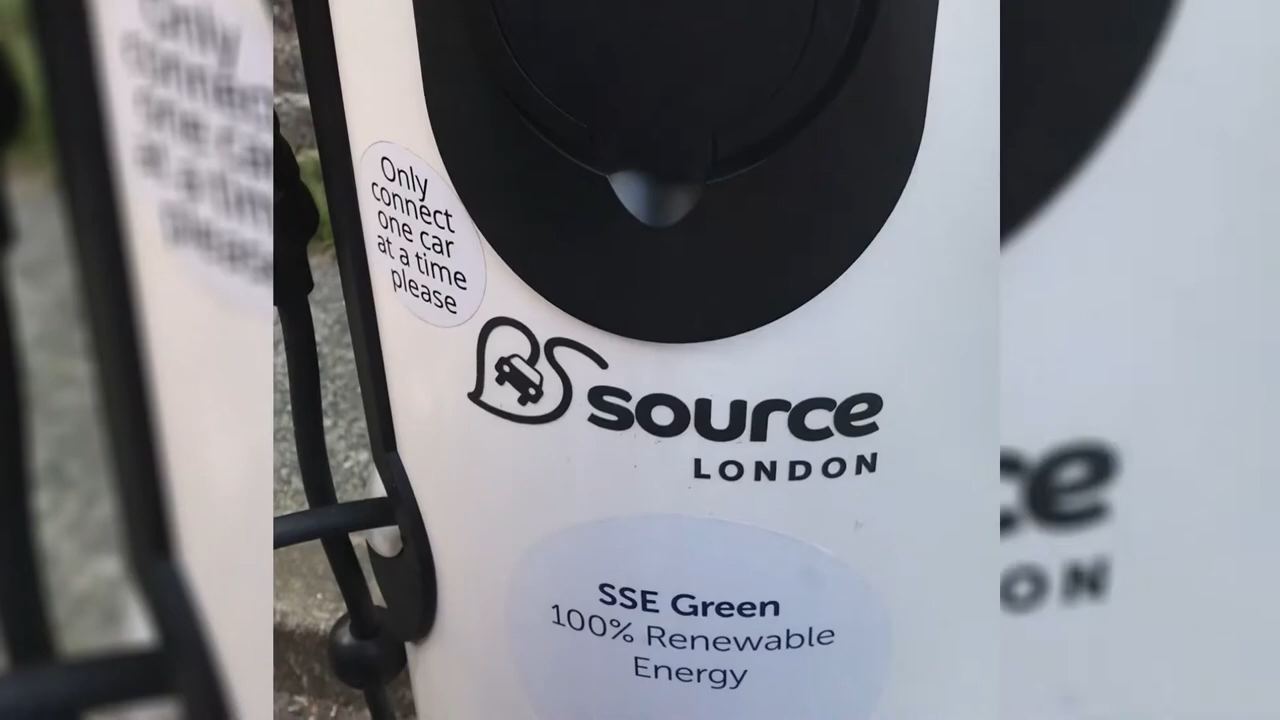 Only
connect
one car
at a time
please
source
LONDON
SSE Green
100% Renewable
Energy